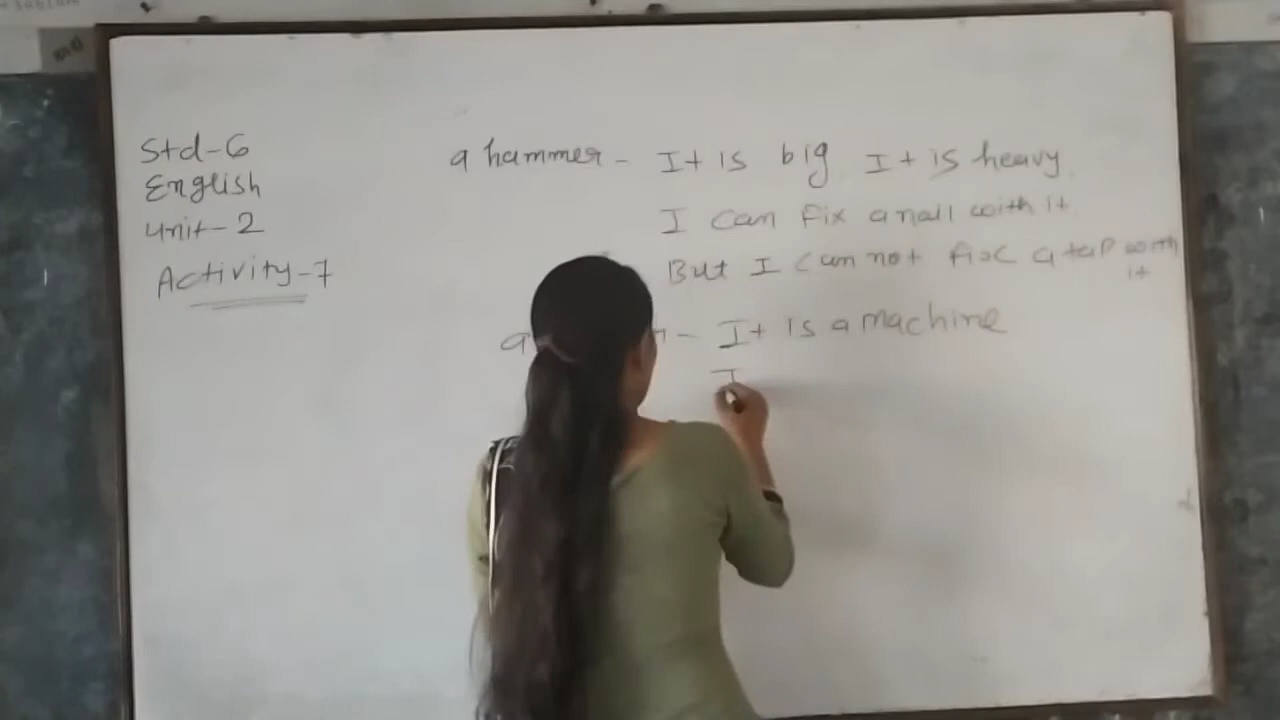 Std-6
English
Unit-2
Activity-7
a hammer - It is big It is heavy.
I can fix a nail with it.
But I can not fix a tap with
it
a - It is a machine
I